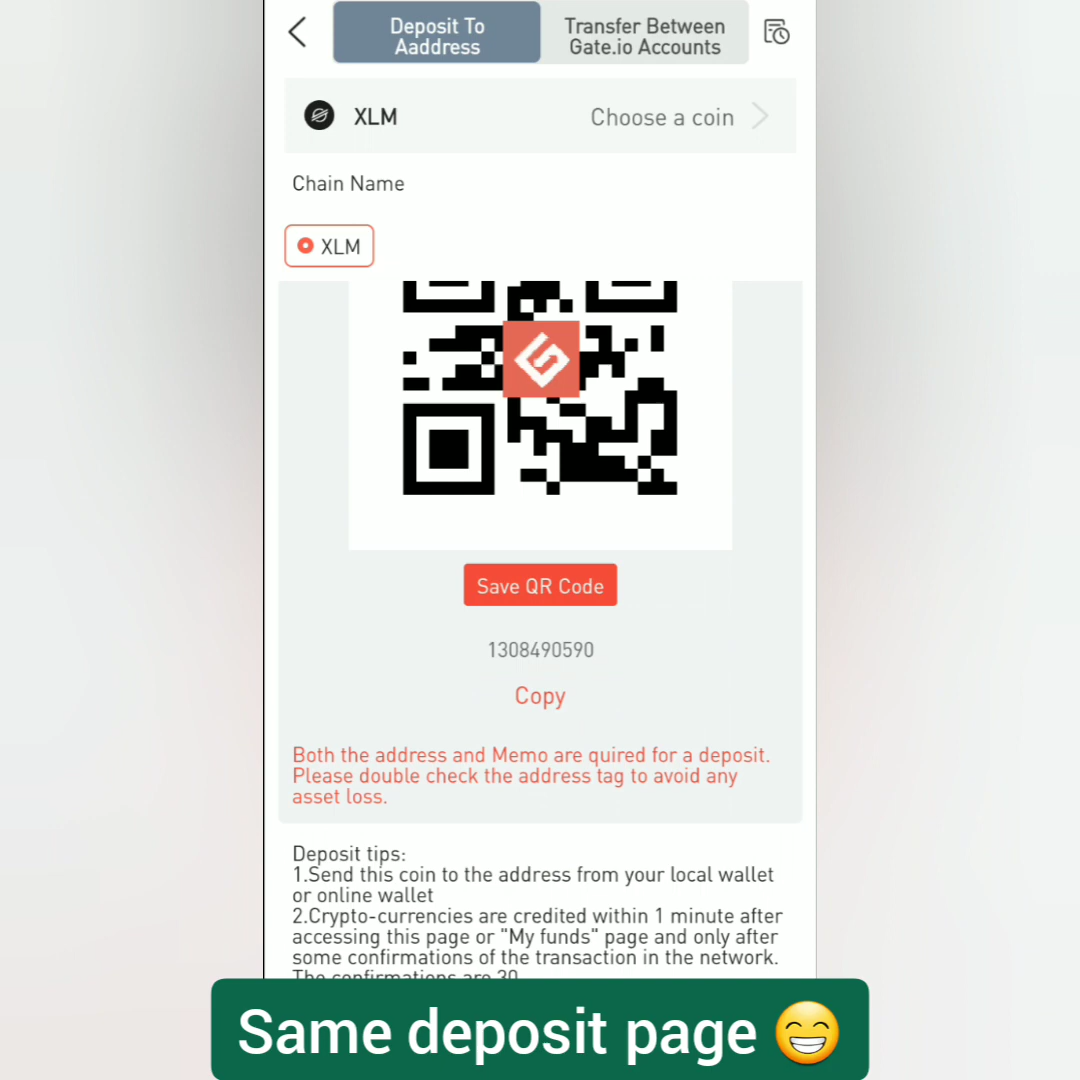 Deposit To
Aaddress
Transfer Between
Gate.io Accounts
XLM
Choose a coin
Chain Name
XLM
Save QR Code
1308490590
Copy
Both the address and Memo are quired for a deposit.
Please double check the address tag to avoid any
asset loss.
Deposit tips:
1.Send this coin to the address from your local wallet
or online wallet
2.Crypto-currencies are credited within 1 minute after
accessing this page or "My funds" page and only after
some confirmations of the transaction in the network.
The confirmations are 30
Same deposit page 😁